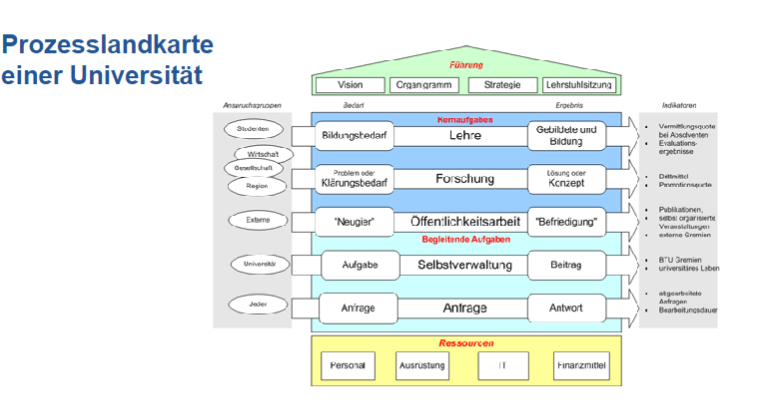 Prozesslandkarte
einer Universität
Führung
Vision
Organigramm
Strategie
Lehrstuhlsitzung
Anspruchsgruppen
Bedarf
Ergebnis
Indikatoren
Kernaufgaben
Studenten
Wirtschaft
Bildungsbedarf
Lehre
Gebildete und
Bildung
• Vermittlungsquote
bei Absolventen
• Evaluations-
ergebnisse
Gesellschaft
Region
Problem oder
Klärungsbedarf
Forschung
Lösung oder
Konzept
• Drittmittel
• Promotionsquote
Externe
"Neugier"
Öffentlichkeitsarbeit
"Befriedigung"
• Publikationen,
• selbst organisierte
Veranstaltungen
• externe Gremien
Begleitende Aufgaben
Universität
Aufgabe
Selbstverwaltung
Beitrag
• BTU Gremien
• universitäres Leben
Jeder
Anfrage
Anfrage
Antwort
• abgearbeitete
Anfragen
• Bearbeitungsdauer
Ressourcen
Personal
Ausrüstung
IT
Finanzmittel